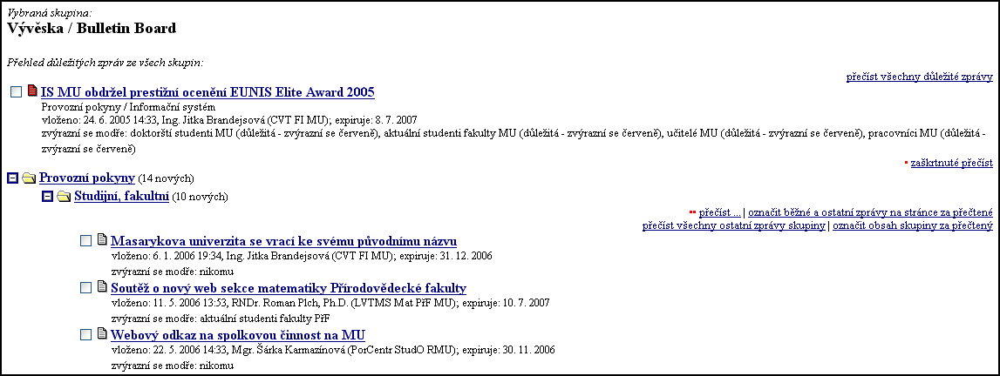 Vybraná skupina:
Vývěska / Bulletin Board
Přehled důležitých zpráv ze všech skupin:
přečíst všechny důležité zprávy
IS MU obdržel prestižní ocenění EUNIS Elite Award 2005
Provozní pokyny / Informační systém
vloženo: 24. 6. 2005 14:33, Ing. Jitka Brandejsová (CVT FI MU); expiruje: 8. 7. 2007
zvýrazní se modře: doktorští studenti MU (důležitá - zvýrazní se červeně), aktuální studenti fakulty MU (důležitá - zvýrazní se červeně), učitelé MU (důležitá - zvýrazní se červeně), pracovníci MU (důležitá -
zvýrazní se červeně)
zaškrtnuté přečíst
Provozní pokyny (14 nových)
Studijní, fakultní (10 nových)
přečíst ... | označit běžné a ostatní zprávy na stránce za přečtené
přečíst všechny ostatní zprávy skupiny | označit obsah skupiny za přečtený
Masarykova univerzita se vrací ke svému původnímu názvu
vloženo: 6. 1. 2006 19:34, Ing. Jitka Brandejsová (CVT FI MU); expiruje: 31. 12. 2006
zvýrazní se modře: nikomu
Soutěž o nový web sekce matematiky Přírodovědecké fakulty
vloženo: 11. 5. 2006 13:53, RNDr. Roman Plch, Ph.D. (LVTMS Mat PřF MU); expiruje: 10. 7. 2007
zvýrazní se modře: aktuální studenti fakulty PřF
Webový odkaz na spolkovou činnost na MU
vloženo: 22. 5. 2006 14:33, Mgr. Šárka Karmazínová (PorCentr StudO RMU); expiruje: 30. 11. 2006
zvýrazní se modře: nikomu